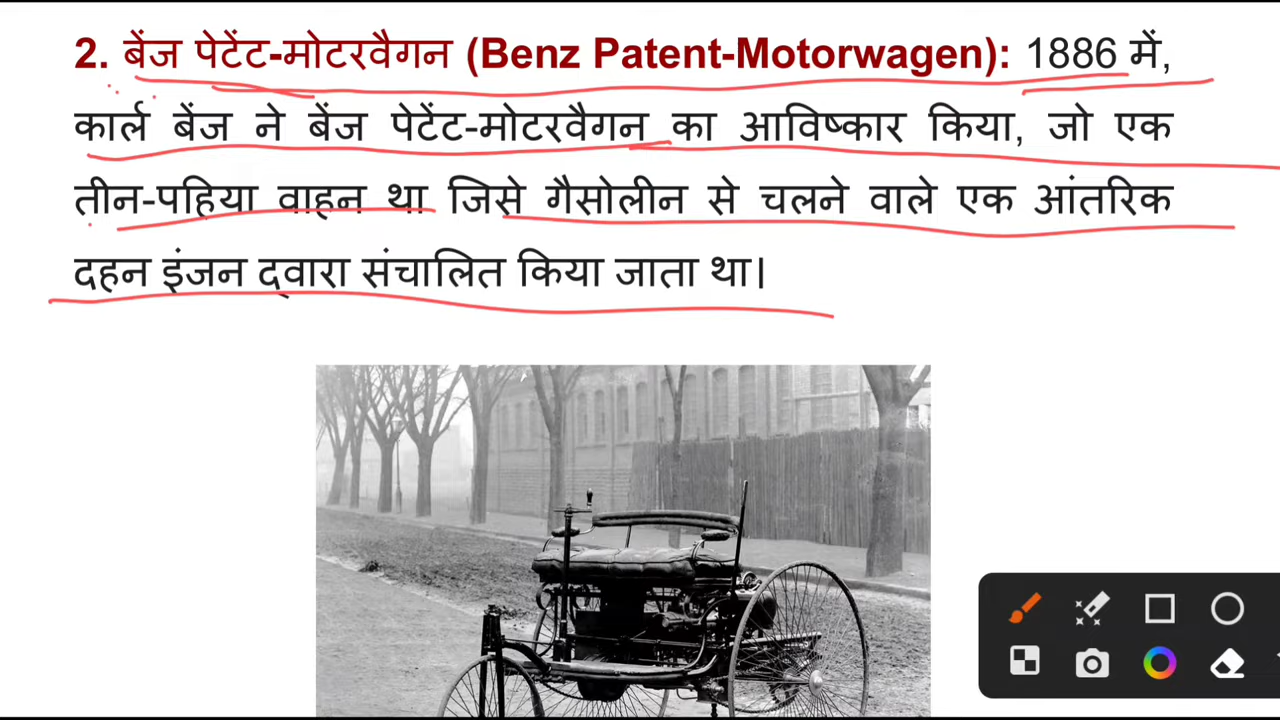 2. बेंज पेटेंट-मोटरवैगन (Benz Patent-Motorwagen): 1886 में,
कार्ल बेंज ने बेंज पेटेंट-मोटरवैगन का आविष्कार किया, जो एक
तीन-पहिया वाहन था जिसे गैसोलीन से चलने वाले एक आंतरिक
दहन इंजन द्वारा संचालित किया जाता था।